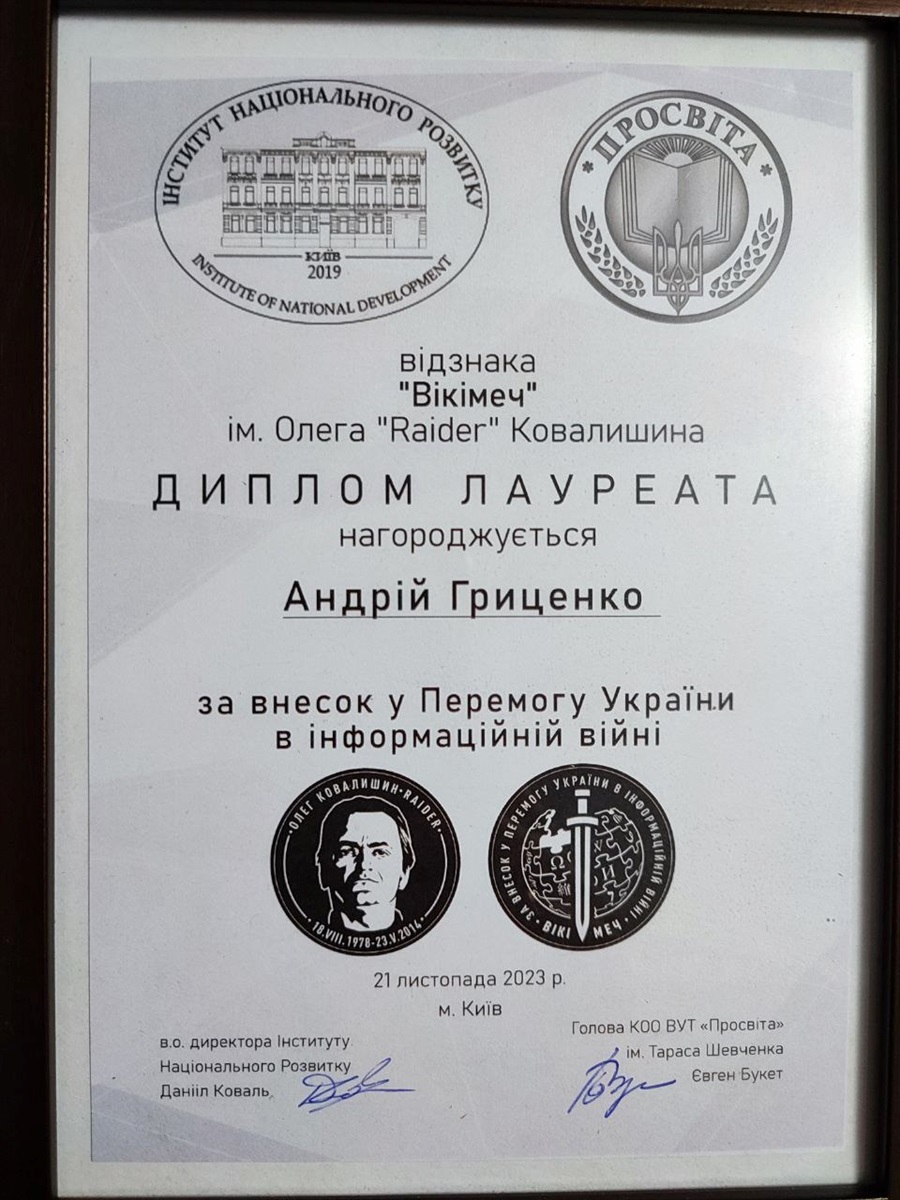 ІНСТИТУТ НАЦІОНАЛЬНОГО РОЗВИТКУ
КИЇВ
2019
INSTITUTE OF NATIONAL DEVELOPMENT
* ПРОСВІТА *
відзнака
"Вікімеч"
ім. Олега "Raider" Ковалишина
ДИПЛОМ ЛАУРЕАТА
нагороджується
Андрій Гриценко
за внесок у Перемогу України
в інформаційній війні
·ОЛЕГ КОВАЛИШИН·RAIDER·
·18.VIII.1978-23.V.2014·
·ЗА ВНЕСОК У ПЕРЕМОГУ УКРАЇНИ В ІНФОРМАЦІЙНІЙ ВІЙНІ·
ВІКІ МЕЧ
21 листопада 2023 р.
м. Київ
в.о. директора Інституту
Національного Розвитку
Данііл Коваль
Голова КОО ВУТ «Просвіта»
ім. Тараса Шевченка
Євген Букет